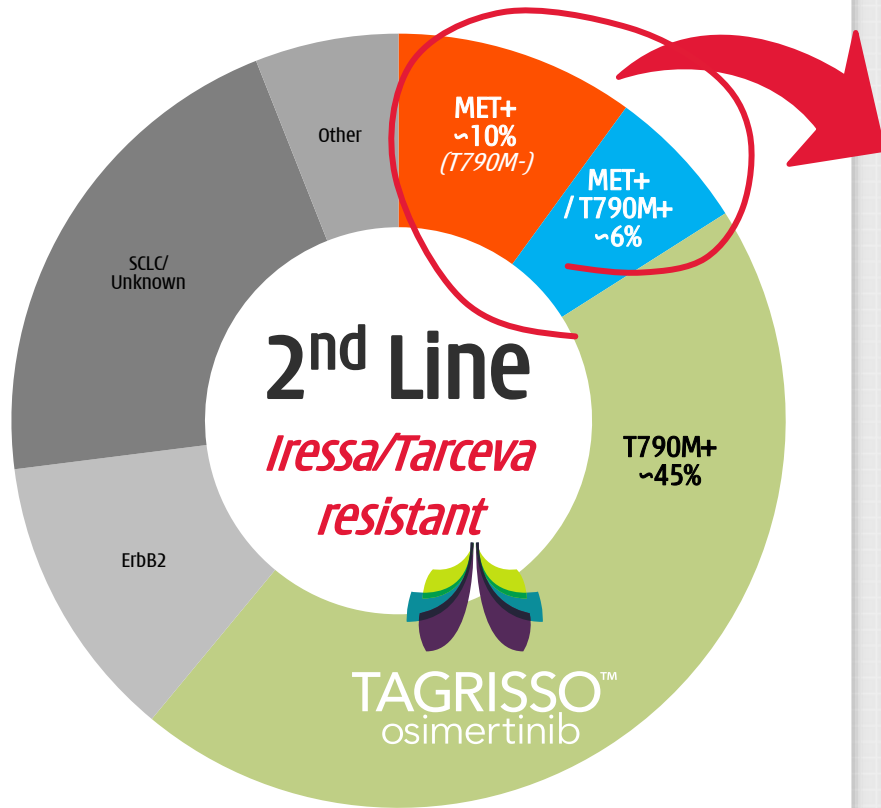 Other
MET+
~10%
(T790M-)
MET+
/ T790M+
~6%
SCLC/
Unknown
2nd Line
Iressa/Tarceva
resistant
T790M+
~45%
ErbB2
TAGRISSO™
osimertinib